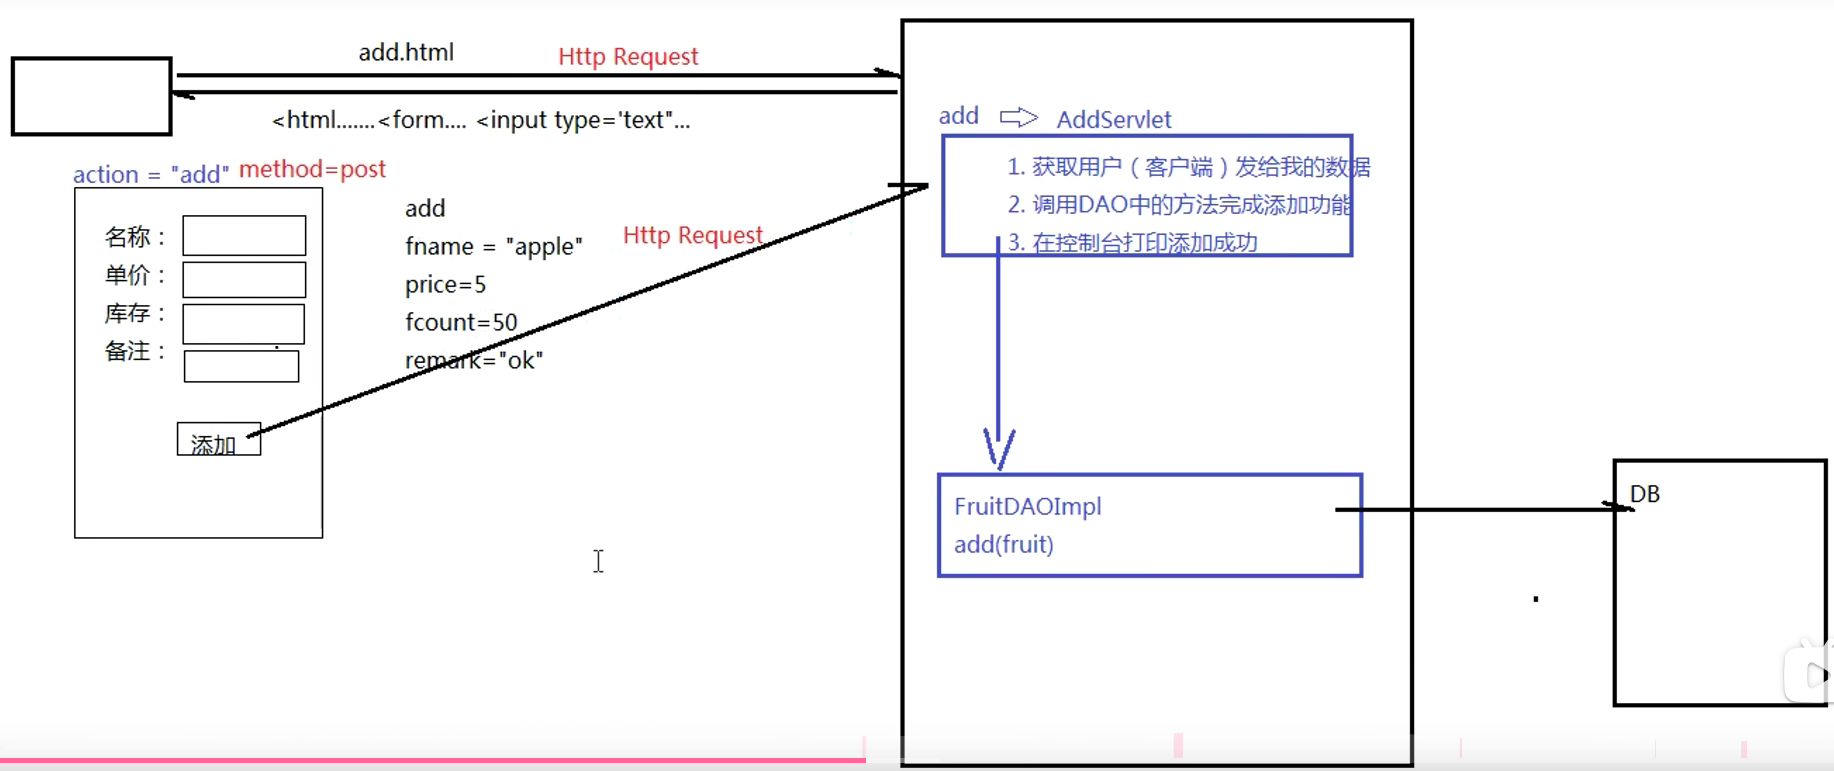 add.html
Http Request
<html.......<form.... <input type='text"...
action = "add"
method=post
名称：
单价：
库存：
备注：
添加
add
fname = "apple"
price=5
fcount=50
remark="ok"
Http Request
add
AddServlet
1. 获取用户（客户端）发给我的数据
2. 调用DAO中的方法完成添加功能
3. 在控制台打印添加成功
FruitDAOImpl
add(fruit)
DB